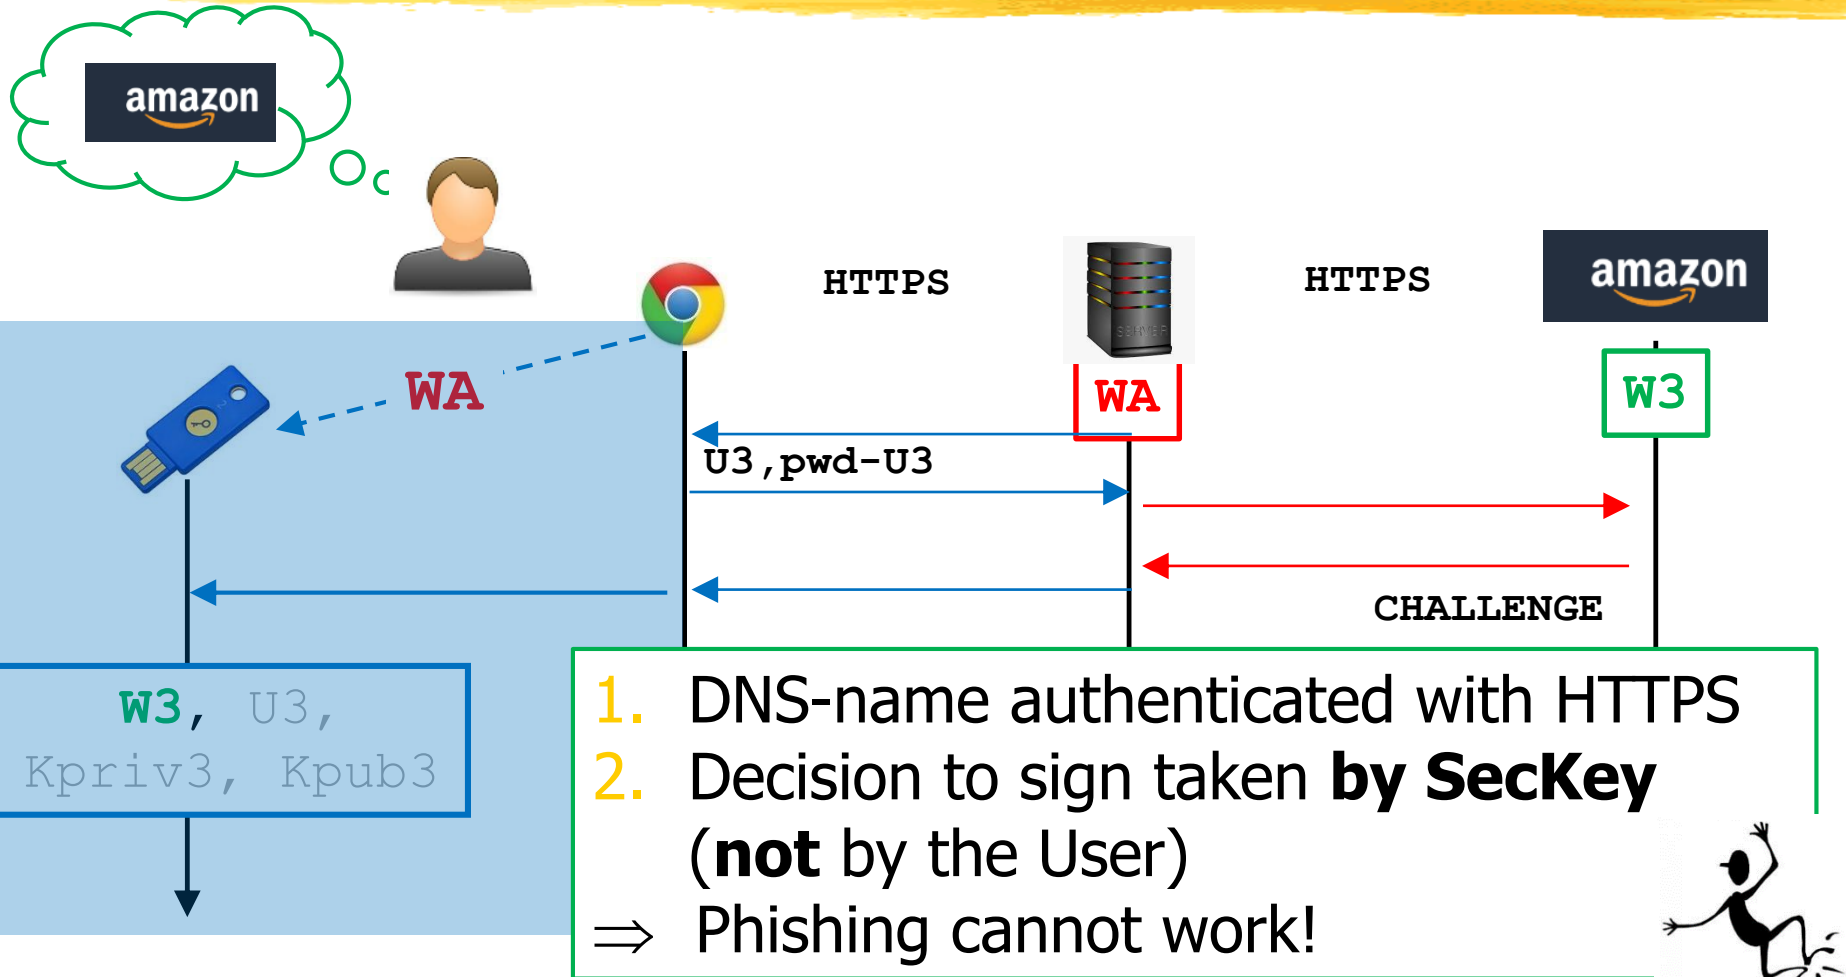 amazon
HTTPS
HTTPS
amazon
WA
WA
W3
U3,pwd-U3
CHALLENGE
W3, U3,
Kpriv3, Kpub3
1. DNS-name authenticated with HTTPS
2. Decision to sign taken by SecKey
(not by the User)
⇒ Phishing cannot work!